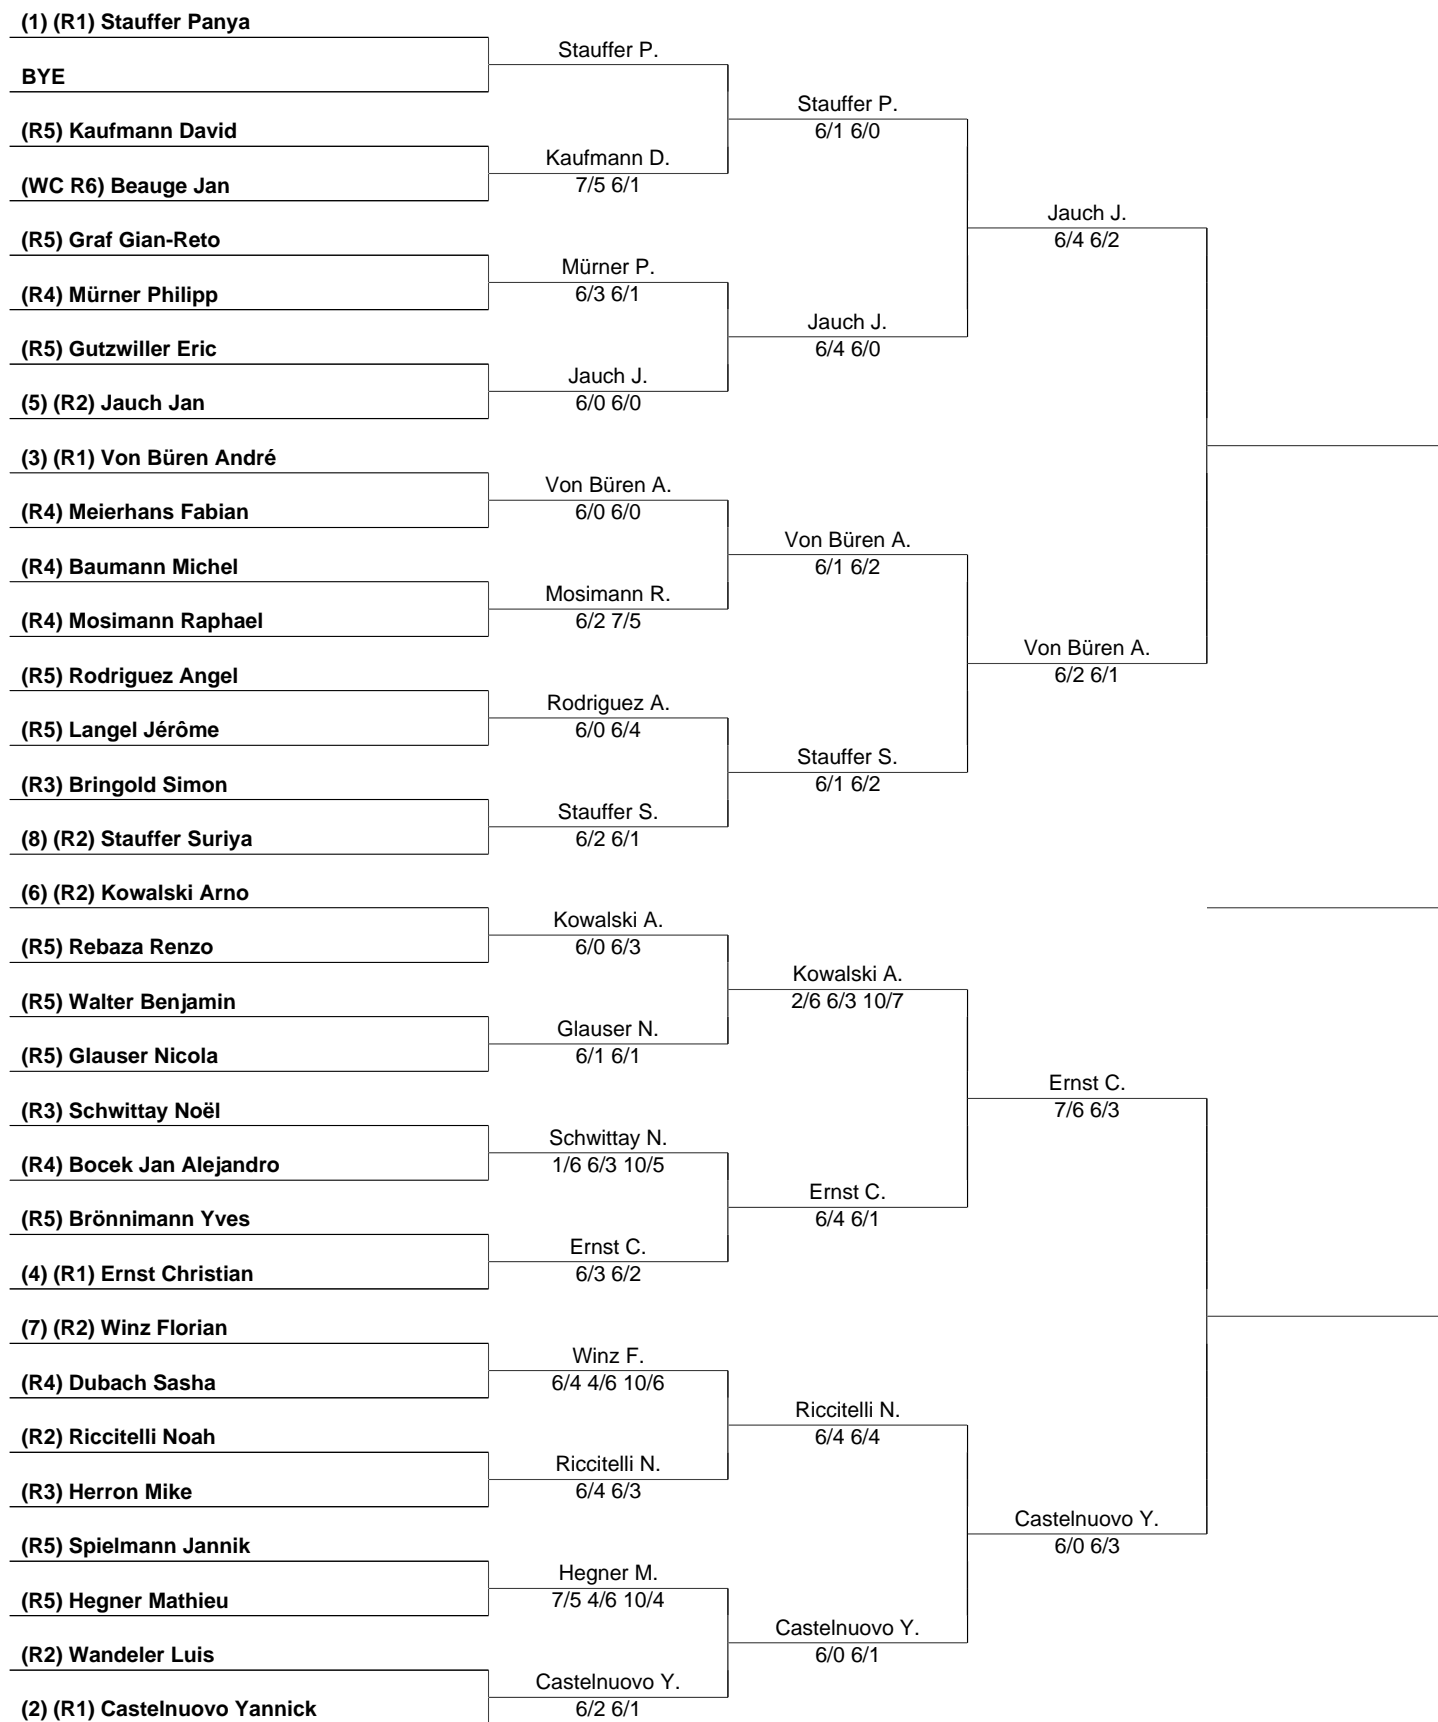 (1) (R1) Stauffer Panya
BYE
(R5) Kaufmann David
(WC R6) Beauge Jan
(R5) Graf Gian-Reto
(R4) Mürner Philipp
(R5) Gutzwiller Eric
(5) (R2) Jauch Jan
(3) (R1) Von Büren André
(R4) Meierhans Fabian
(R4) Baumann Michel
(R4) Mosimann Raphael
(R5) Rodriguez Angel
(R5) Langel Jérôme
(R3) Bringold Simon
(8) (R2) Stauffer Suriya
(6) (R2) Kowalski Arno
(R5) Rebaza Renzo
(R5) Walter Benjamin
(R5) Glauser Nicola
(R3) Schwittay Noël
(R4) Bocek Jan Alejandro
(R5) Brönnimann Yves
(4) (R1) Ernst Christian
(7) (R2) Winz Florian
(R4) Dubach Sasha
(R2) Riccitelli Noah
(R3) Herron Mike
(R5) Spielmann Jannik
(R5) Hegner Mathieu
(R2) Wandeler Luis
(2) (R1) Castelnuovo Yannick
Stauffer P.
Kaufmann D.
7/5 6/1
Mürner P.
6/3 6/1
Jauch J.
6/0 6/0
Von Büren A.
6/0 6/0
Mosimann R.
6/2 7/5
Rodriguez A.
6/0 6/4
Stauffer S.
6/2 6/1
Kowalski A.
6/0 6/3
Glauser N.
6/1 6/1
Schwittay N.
1/6 6/3 10/5
Ernst C.
6/3 6/2
Winz F.
6/4 4/6 10/6
Riccitelli N.
6/4 6/3
Hegner M.
7/5 4/6 10/4
Castelnuovo Y.
6/2 6/1
Stauffer P.
6/1 6/0
Jauch J.
6/4 6/0
Von Büren A.
6/1 6/2
Stauffer S.
6/1 6/2
Kowalski A.
2/6 6/3 10/7
Ernst C.
6/4 6/1
Riccitelli N.
6/4 6/4
Castelnuovo Y.
6/0 6/1
Jauch J.
6/4 6/2
Von Büren A.
6/2 6/1
Ernst C.
7/6 6/3
Castelnuovo Y.
6/0 6/3